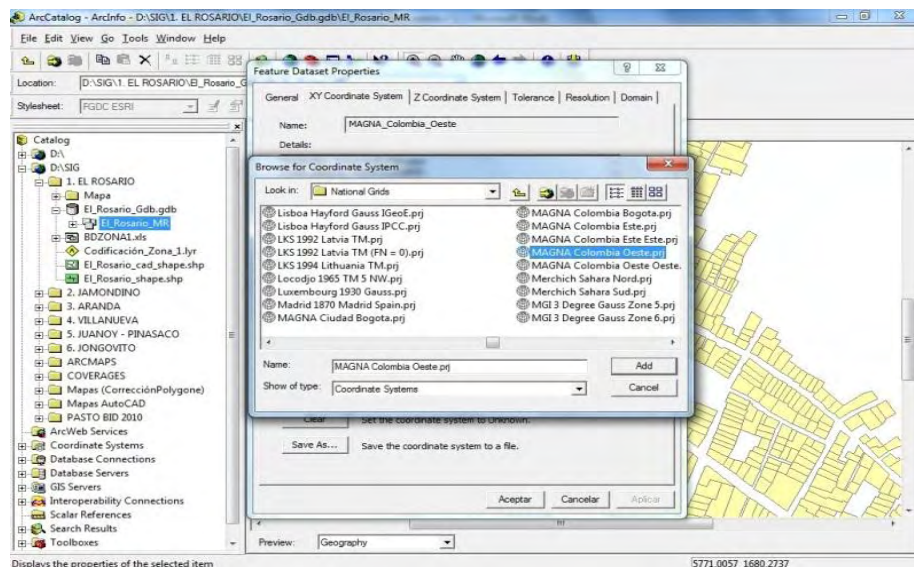 ArcCatalog - ArcInfo - D:\SIG\1. EL ROSARIO\El_Rosario_Gdb.gdb\El_Rosario_MR
File Edit View Go Tools Window Help
Location: D:\SIG\1. EL ROSARIO\El_Rosario_G
Stylesheet: FGDC ESRI
Catalog
D:\
D:\SIG
1. EL ROSARIO
Mapa
El_Rosario_Gdb.gdb
El_Rosario_MR
BDZONA1.xls
Codificación_Zona_1.lyr
El_Rosario_cad_shape.shp
El_Rosario_shape.shp
2. JAMONDINO
3. ARANDA
4. VILLANUEVA
5. JUANOY - PINASACO
6. JONGOVITO
ARCMAPS
COVERAGES
Mapas (CorrecciónPolygone)
Mapas AutoCAD
PASTO BID 2010
ArcWeb Services
Coordinate Systems
Database Connections
Database Servers
GIS Servers
Interoperability Connections
Scalar References
Search Results
Toolboxes
Feature Dataset Properties
General XY Coordinate System Z Coordinate System Tolerance Resolution Domain
Name: MAGNA_Colombia_Oeste
Details:
Browse for Coordinate System
Look in: National Grids
Lisboa Hayford Gauss IGeoE.prj
Lisboa Hayford Gauss IPCC.prj
LKS 1992 Latvia TM.prj
LKS 1992 Latvia TM (FN = 0).prj
LKS 1994 Lithuania TM.prj
Locodjo 1965 TM 5 NW.prj
Luxembourg 1930 Gauss.prj
Madrid 1870 Madrid Spain.prj
MAGNA Ciudad Bogota.prj
MAGNA Colombia Bogota.prj
MAGNA Colombia Este.prj
MAGNA Colombia Este Este.prj
MAGNA Colombia Oeste.prj
MAGNA Colombia Oeste Oeste.
Merchich Sahara Nord.prj
Merchich Sahara Sud.prj
MGI 3 Degree Gauss Zone 5.prj
MGI 3 Degree Gauss Zone 6.prj
Name: MAGNA Colombia Oeste.prj Add
Show of type: Coordinate Systems Cancel
Clear Set the coordinate system to Unknown.
Save As... Save the coordinate system to a file.
Aceptar Cancelar Aplicar
Preview: Geography
Displays the properties of the selected item 5771.0057 1680.2737